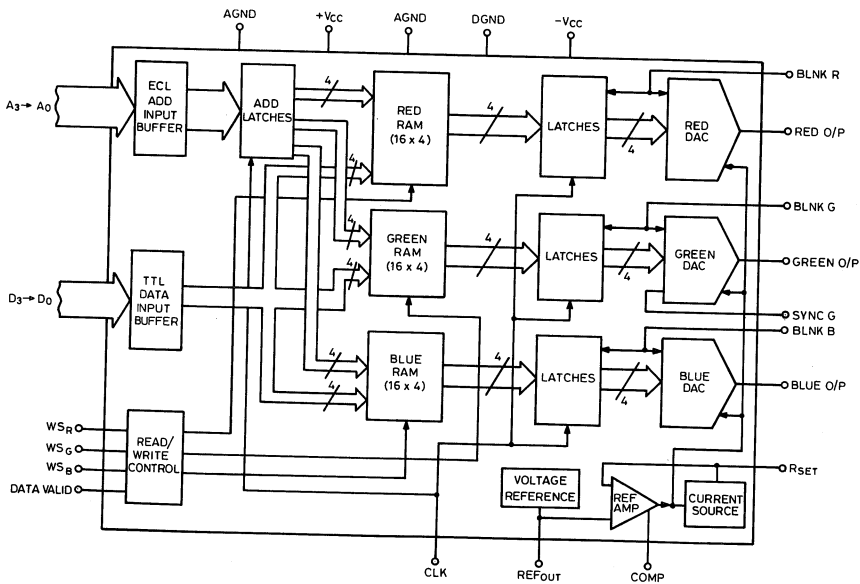 AGND
+VCC
AGND
DGND
-VCC
BLNK R
A3→A0
ECL
ADD
INPUT
BUFFER
ADD
LATCHES
4
RED
RAM
(16 x 4)
4
LATCHES
4
RED
DAC
RED O/P
4
BLNK G
4
GREEN
RAM
(16 x 4)
4
4
LATCHES
4
GREEN
DAC
GREEN O/P
D3→D0
TTL
DATA
INPUT
BUFFER
SYNC G
BLNK B
4
BLUE
RAM
(16 x 4)
4
4
LATCHES
4
BLUE
DAC
BLUE O/P
WSR
WSG
WSB
DATA VALID
READ/
WRITE
CONTROL
VOLTAGE
REFERENCE
REF
AMP
CURRENT
SOURCE
RSET
CLK
REFOUT
COMP